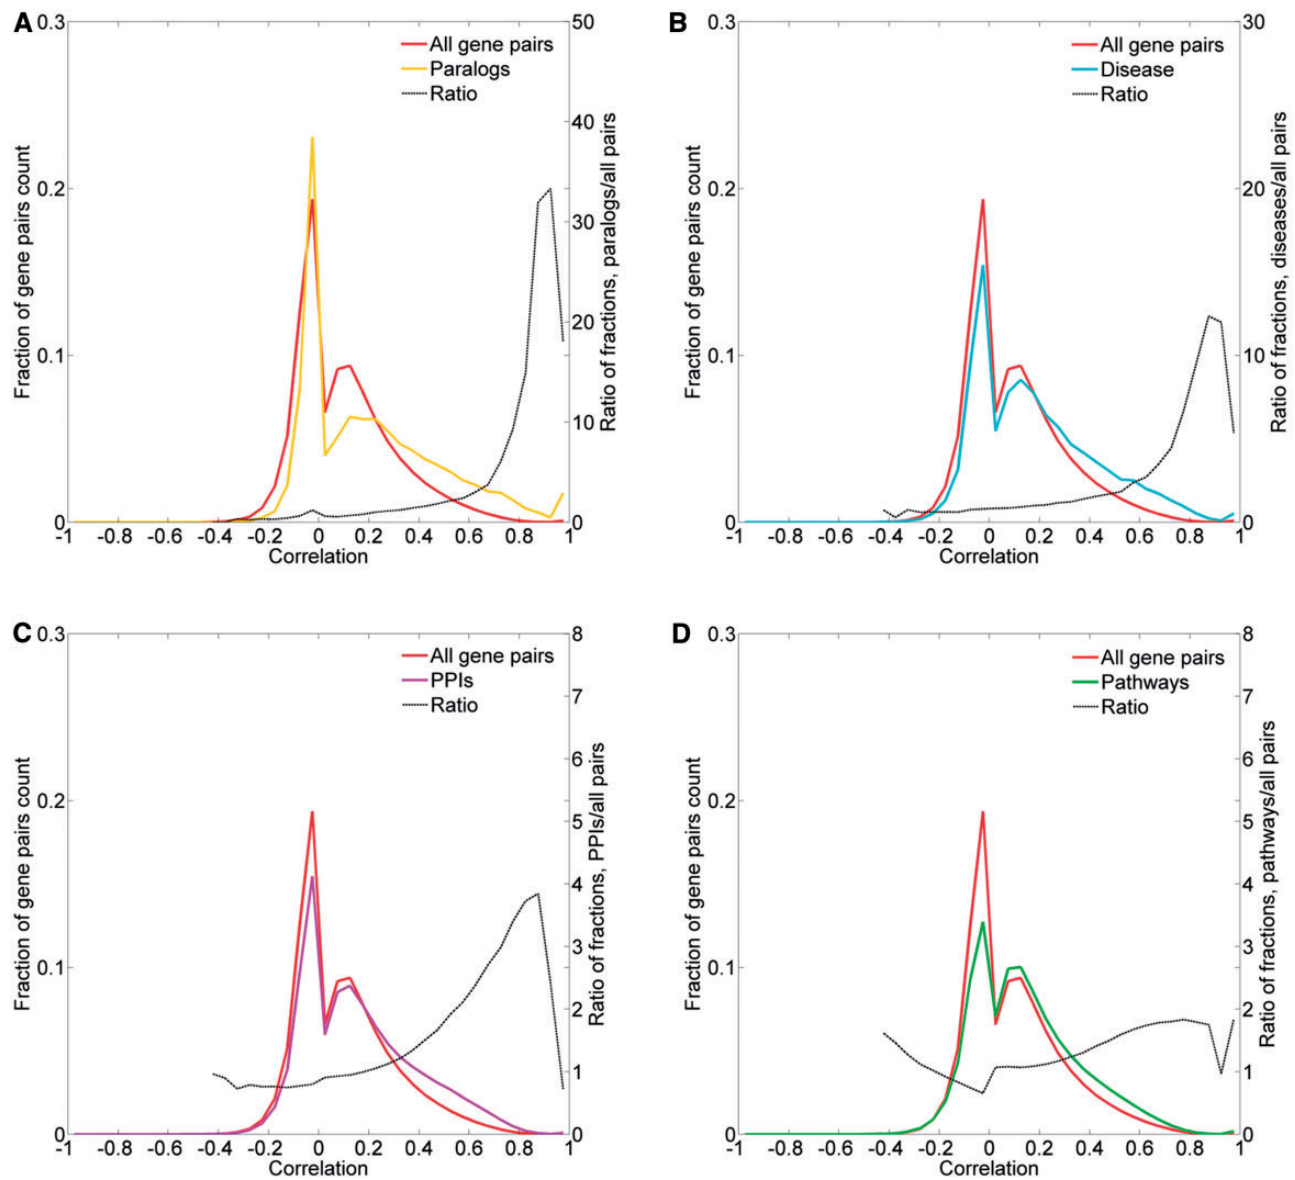 A
0.3
0.2
0.1
0
Fraction of gene pairs count
All gene pairs
Paralogs
Ratio
50
40
30
20
10
0
Ratio of fractions, paralogs/all pairs
-1 -0.8 -0.6 -0.4 -0.2 0 0.2 0.4 0.6 0.8 1
Correlation
B
0.3
0.2
0.1
0
Fraction of gene pairs count
All gene pairs
Disease
Ratio
30
20
10
0
Ratio of fractions, diseases/all pairs
-1 -0.8 -0.6 -0.4 -0.2 0 0.2 0.4 0.6 0.8 1
Correlation
C
0.3
0.2
0.1
0
Fraction of gene pairs count
All gene pairs
PPIs
Ratio
8
7
6
5
4
3
2
1
0
Ratio of fractions, PPIs/all pairs
-1 -0.8 -0.6 -0.4 -0.2 0 0.2 0.4 0.6 0.8 1
Correlation
D
0.3
0.2
0.1
0
Fraction of gene pairs count
All gene pairs
Pathways
Ratio
8
7
6
5
4
3
2
1
0
Ratio of fractions, pathways/all pairs
-1 -0.8 -0.6 -0.4 -0.2 0 0.2 0.4 0.6 0.8 1
Correlation